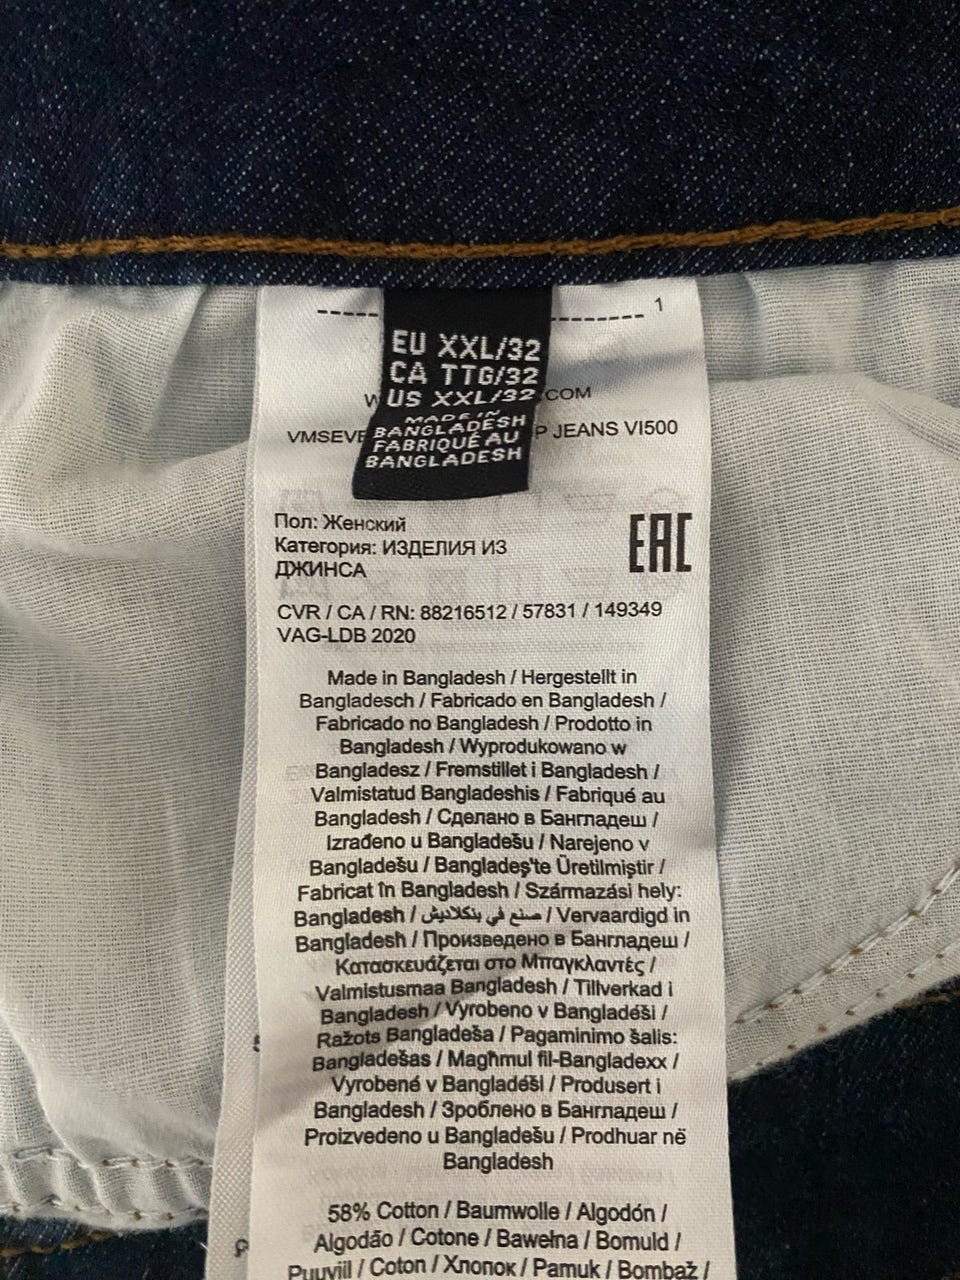 1
EU XXL/32
CA TTG/32
US XXL/32
MADE IN
BANGLADESH
FABRIQUÉ AU
BANGLADESH
W .COM
VMSEVE P JEANS VI500
Пол: Женский
Категория: ИЗДЕЛИЯ ИЗ
ДЖИНСА
EAC
CVR / CA / RN: 88216512 / 57831 / 149349
VAG-LDB 2020
Made in Bangladesh / Hergestellt in
Bangladesch / Fabricado en Bangladesh /
Fabricado no Bangladesh / Prodotto in
Bangladesh / Wyprodukowano w
Bangladesz / Fremstillet i Bangladesh /
Valmistatud Bangladeshis / Fabriqué au
Bangladesh / Сделано в Бангладеш /
Izrađeno u Bangladešu / Narejeno v
Bangladešu / Bangladeş'te Üretilmiştir /
Fabricat în Bangladesh / Származási hely:
Bangladesh / صنع في بنكلاديش / Vervaardigd in
Bangladesh / Произведено в Бангладеш /
Κατασκευάζεται στο Μπαγκλαντές /
Valmistusmaa Bangladesh / Tillverkad i
Bangladesh / Vyrobeno v Bangladéši /
Ražots Bangladeša / Pagaminimo šalis:
Bangladešas / Magħmul fil-Bangladexx /
Vyrobené v Bangladéši / Produsert i
Bangladesh / Зроблено в Бангладеш /
Proizvedeno u Bangladešu / Prodhuar në
Bangladesh
58% Cotton / Baumwolle / Algodón /
Algodão / Cotone / Bawełna / Bomuld /
Puuvill / Coton / Хлопок / Pamuk / Bombaž /